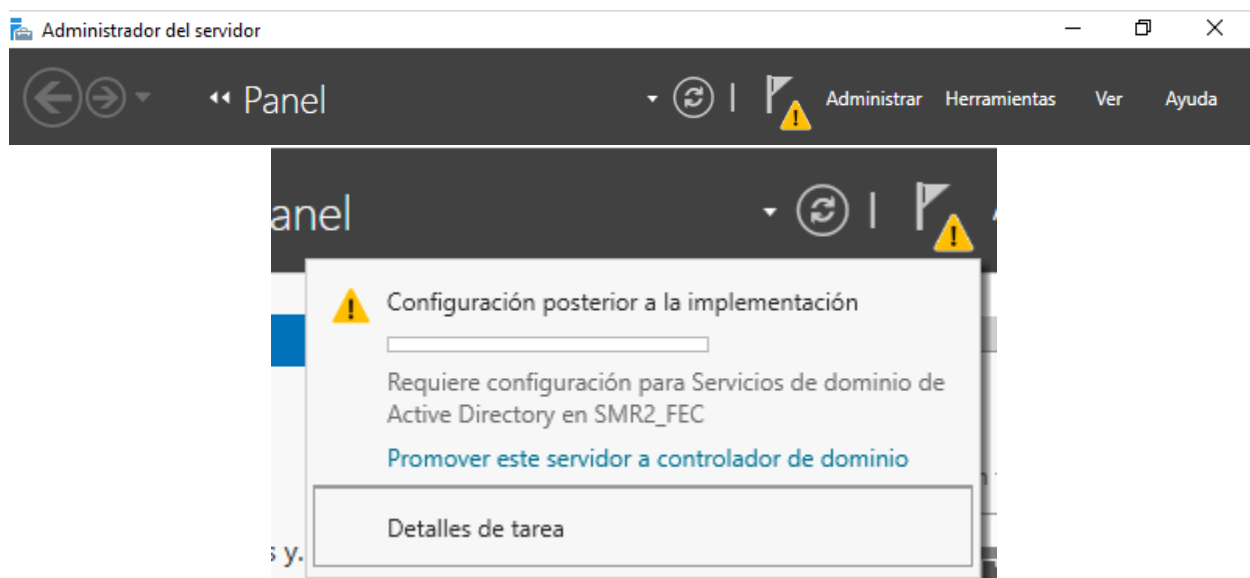 Administrador del servidor
Panel
Administrar Herramientas Ver Ayuda
anel
Configuración posterior a la implementación
Requiere configuración para Servicios de dominio de
Active Directory en SMR2_FEC
Promover este servidor a controlador de dominio
Detalles de tarea
s y.